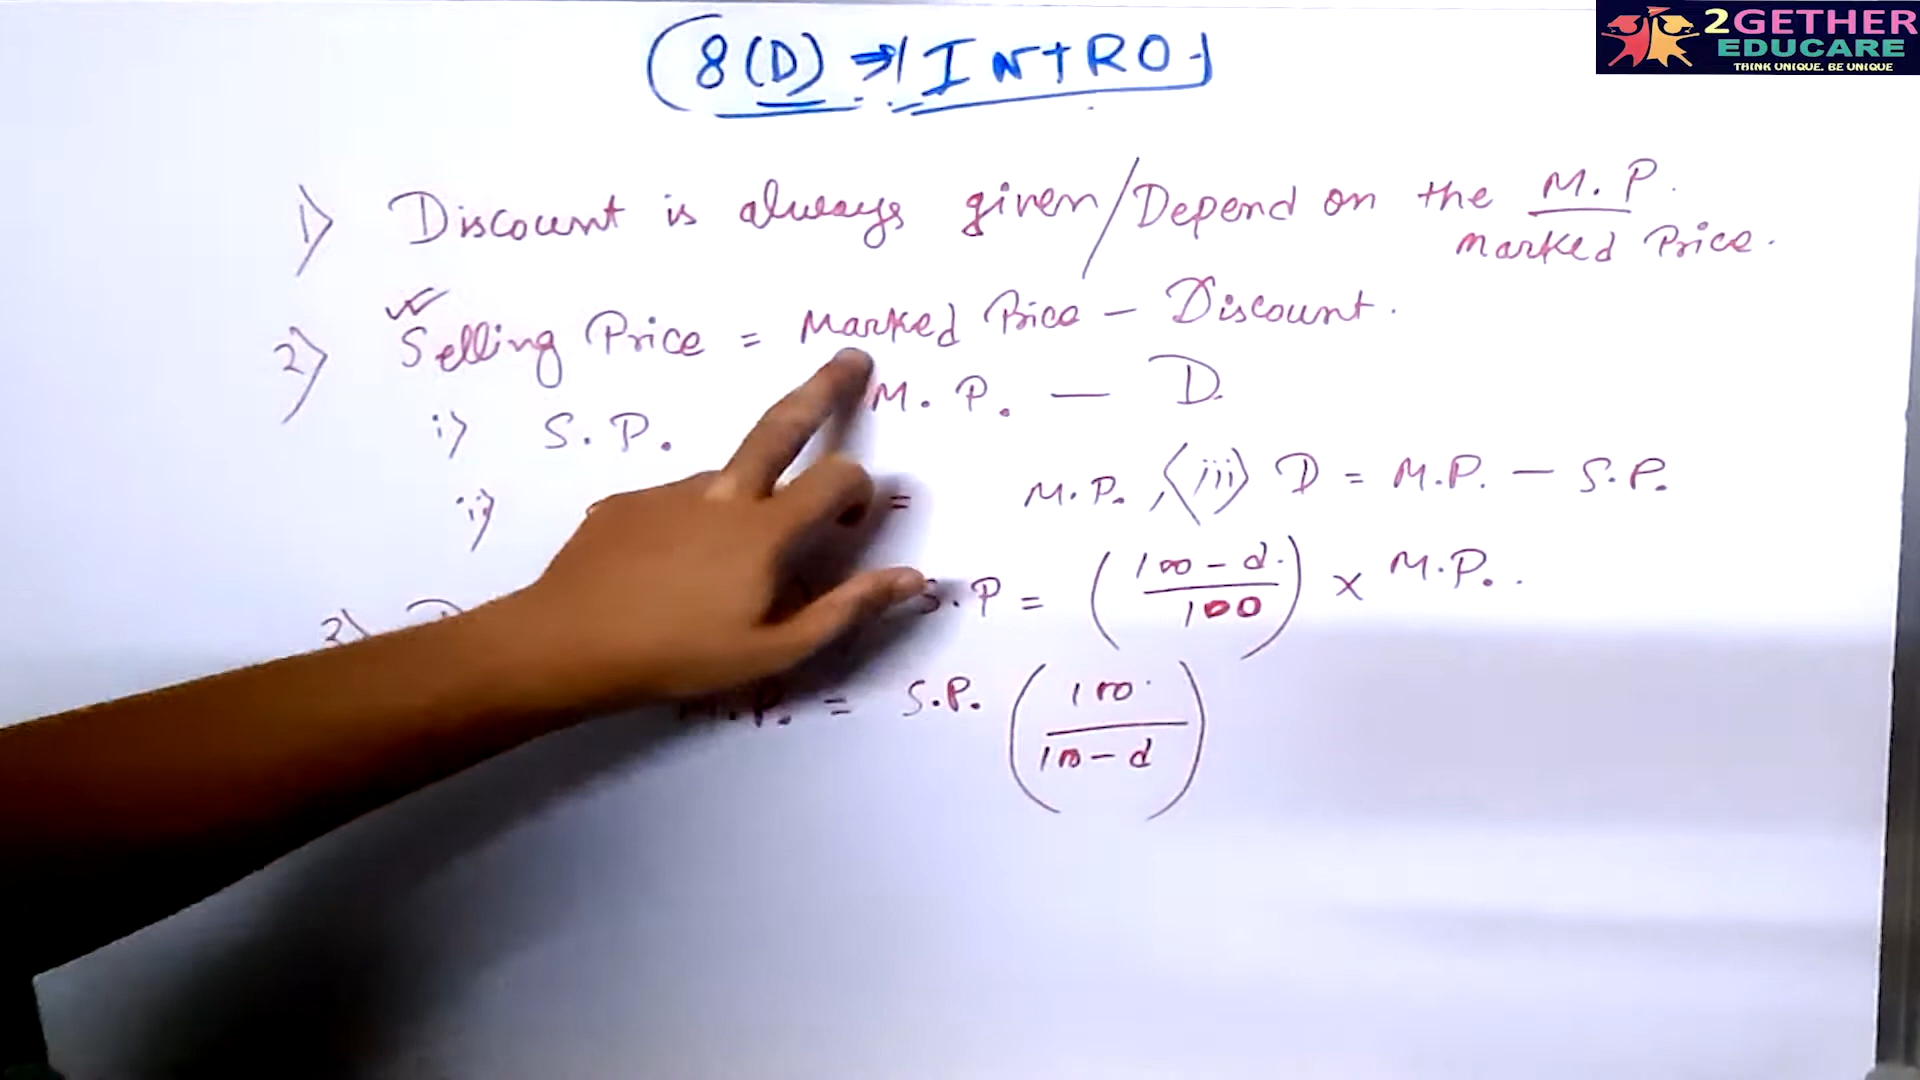 2GETHER
EDUCARE
THINK UNIQUE. BE UNIQUE
8(D) ⇒ INTRO
1) Discount is always given/Depend on the M.P.
Marked Price.
2) Selling Price = Marked Price - Discount.
i) S.P. M.P. — D
ii) = M.P., (iii) D = M.P. — S.P.
3) S.P = (100 - d / 100) × M.P.
M.P. = S.P. (100 / 100 - d)